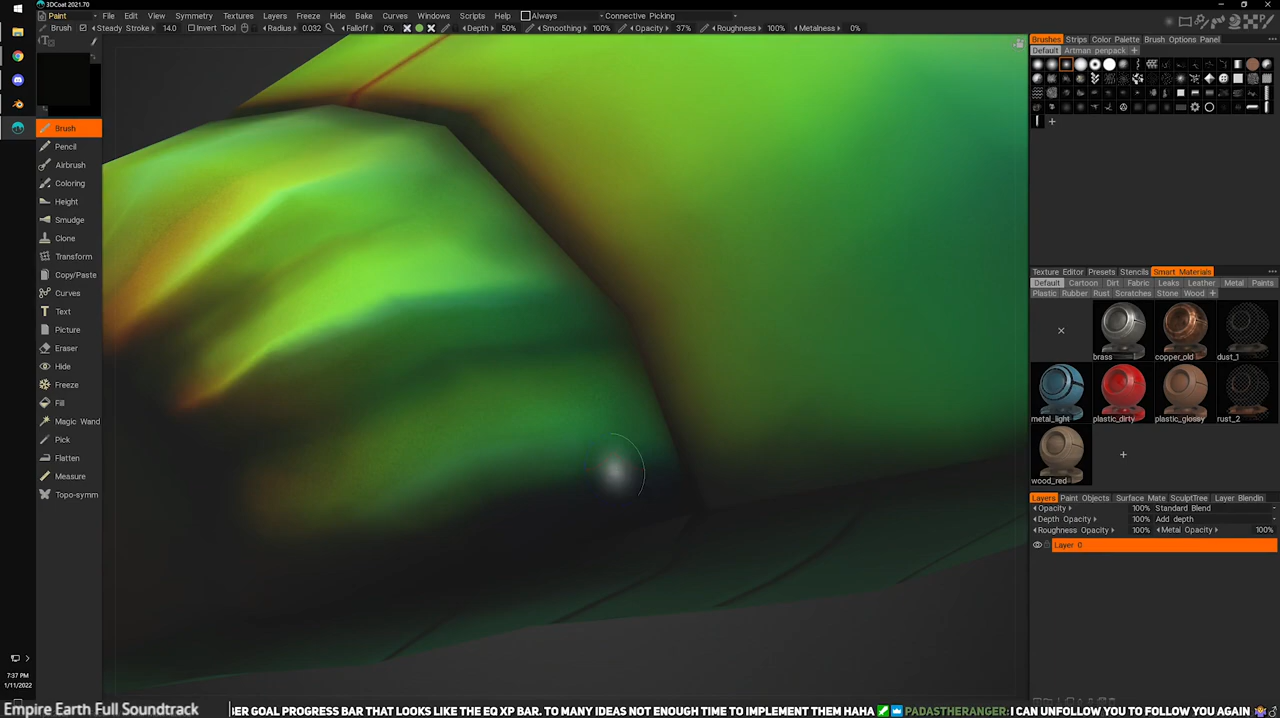 3DCoat 2021.70
Paint File Edit View Symmetry Textures Layers Freeze Hide Bake Curves Windows Scripts Help Always Connective Picking
Brush Steady Stroke 14.0 Invert Tool Radius 0.032 Falloff 0% Depth 50% Smoothing 100% Opacity 37% Roughness 100% Metalness 0%
Brush
Pencil
Airbrush
Coloring
Height
Smudge
Clone
Transform
Copy/Paste
Curves
Text
Picture
Eraser
Hide
Freeze
Fill
Magic Wand
Pick
Flatten
Measure
Topo-symm
Brushes Strips Color Palette Brush Options Panel
Default Artman penpack +
Texture Editor Presets Stencils Smart Materials
Default Cartoon Dirt Fabric Leaks Leather Metal Paints
Plastic Rubber Rust Scratches Stone Wood +
brass copper_old dust_1
metal_light plastic_dirty plastic_glossy rust_2
wood_red
Layers Paint Objects Surface Mate SculptTree Layer Blendin
Opacity 100% Standard Blend
Depth Opacity 100% Add depth
Roughness Opacity 100% Metal Opacity 100%
Layer 0
7:37 PM
1/11/2022
Empire Earth Full Soundtrack
BER GOAL PROGRESS BAR THAT LOOKS LIKE THE EQ XP BAR. TO MANY IDEAS NOT ENOUGH TIME TO IMPLEMENT THEM HAHA PADASTHERANGER: I CAN UNFOLLOW YOU TO FOLLOW YOU AGAIN